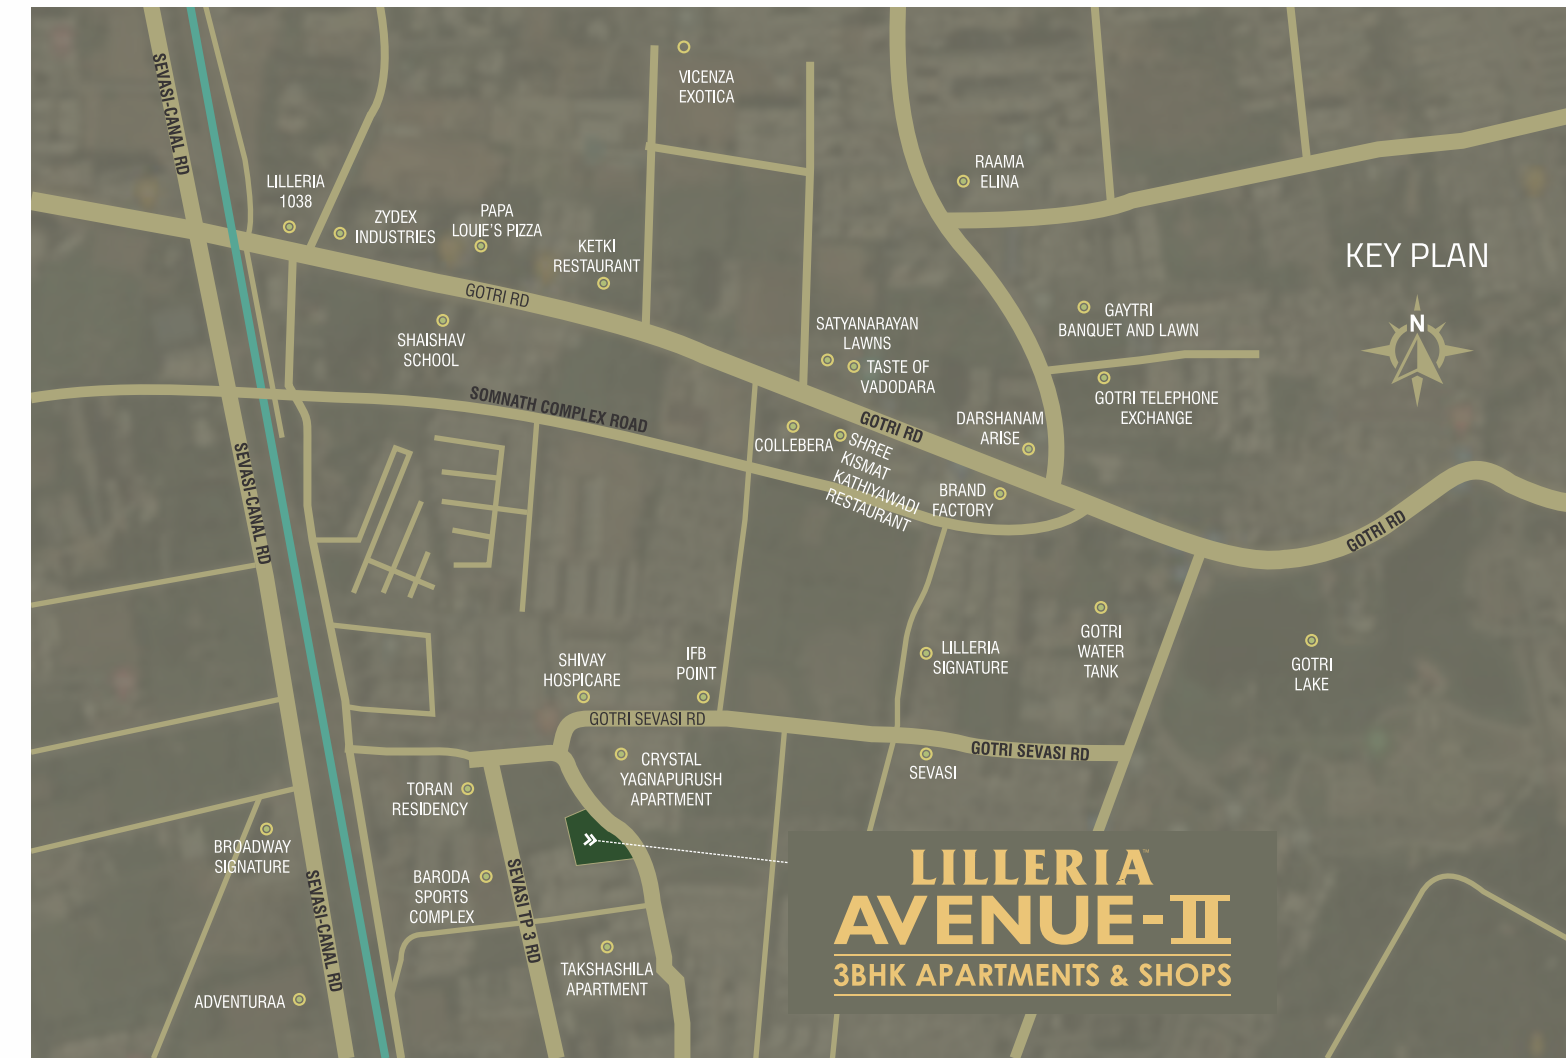 SEVASI-CANAL RD
VICENZA
EXOTICA
RAAMA
ELINA
LILLERIA
1038
ZYDEX
INDUSTRIES
PAPA
LOUIE'S PIZZA
KETKI
RESTAURANT
KEY PLAN
N
GOTRI RD
SHAISHAV
SCHOOL
SATYANARAYAN
LAWNS
TASTE OF
VADODARA
GAYTRI
BANQUET AND LAWN
GOTRI TELEPHONE
EXCHANGE
SOMNATH COMPLEX ROAD
GOTRI RD
DARSHANAM
ARISE
COLLEBERA
SHREE
KISMAT
KATHIYAWADI
RESTAURANT
BRAND
FACTORY
SEVASI-CANAL RD
GOTRI RD
SHIVAY
HOSPICARE
IFB
POINT
LILLERIA
SIGNATURE
GOTRI
WATER
TANK
GOTRI
LAKE
GOTRI SEVASI RD
GOTRI SEVASI RD
CRYSTAL
YAGNAPURUSH
APARTMENT
SEVASI
TORAN
RESIDENCY
BROADWAY
SIGNATURE
BARODA
SPORTS
COMPLEX
SEVASI TP 3 RD
SEVASI-CANAL RD
TAKSHASHILA
APARTMENT
ADVENTURAA
LILLERIA™
AVENUE-II
3BHK APARTMENTS & SHOPS